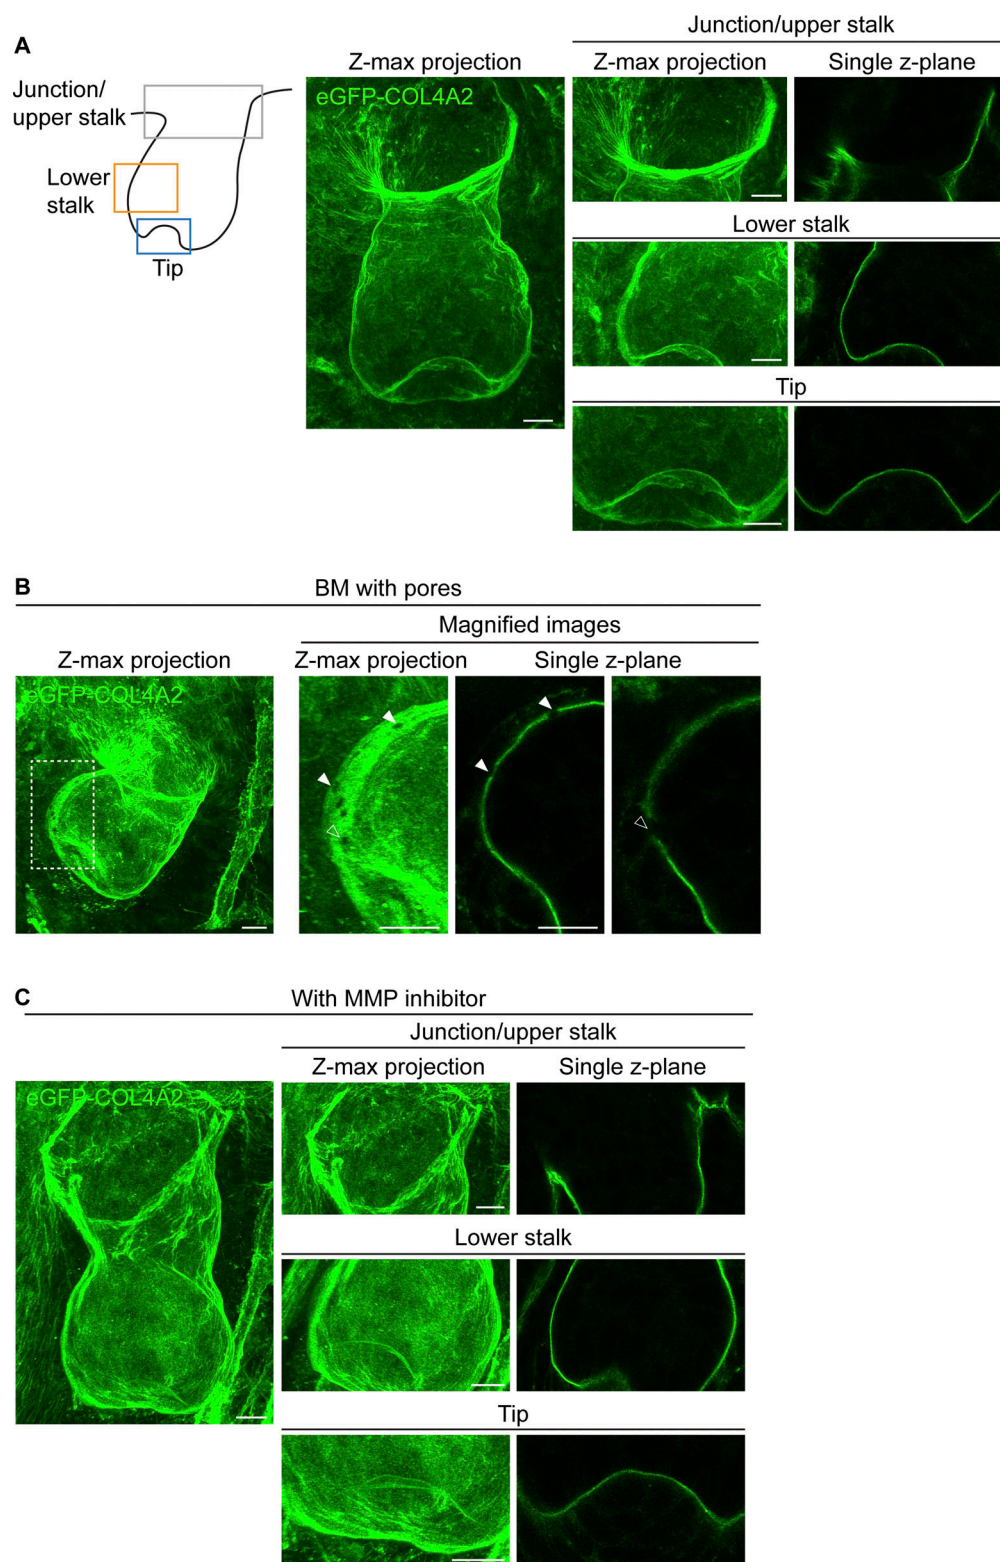 A
Junction/
upper stalk
Lower
stalk
Tip
Z-max projection
eGFP-COL4A2
Junction/upper stalk
Z-max projection
Single z-plane
Lower stalk
Tip
B
BM with pores
Magnified images
Z-max projection
Z-max projection
Single z-plane
eGFP-COL4A2
C
With MMP inhibitor
Junction/upper stalk
Z-max projection
Single z-plane
eGFP-COL4A2
Lower stalk
Tip